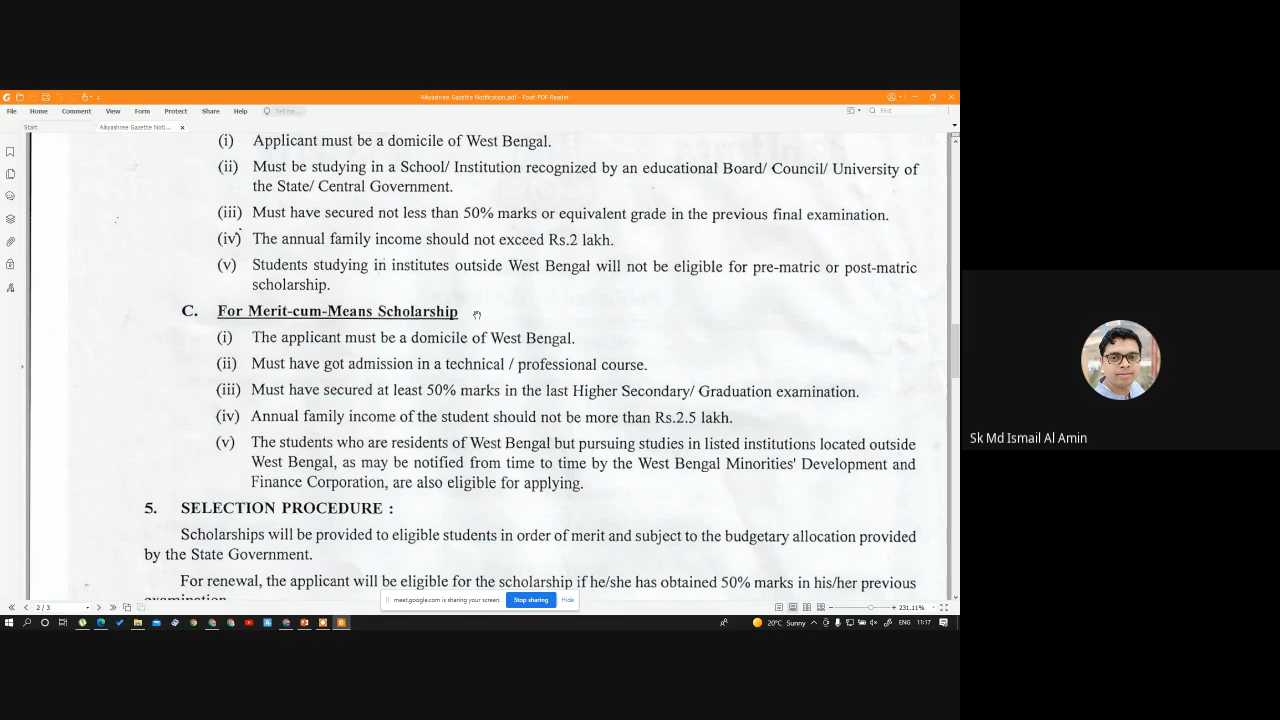 Aikyashree Gazette Notification.pdf - Foxit PDF Reader
File Home Comment View Form Protect Share Help Tell me... Find
Start Aikyashree Gazette Noti... ×
(i) Applicant must be a domicile of West Bengal.
(ii) Must be studying in a School/ Institution recognized by an educational Board/ Council/ University of
the State/ Central Government.
(iii) Must have secured not less than 50% marks or equivalent grade in the previous final examination.
(iv) The annual family income should not exceed Rs.2 lakh.
(v) Students studying in institutes outside West Bengal will not be eligible for pre-matric or post-matric
scholarship.
C. For Merit-cum-Means Scholarship
(i) The applicant must be a domicile of West Bengal.
(ii) Must have got admission in a technical / professional course.
(iii) Must have secured at least 50% marks in the last Higher Secondary/ Graduation examination.
(iv) Annual family income of the student should not be more than Rs.2.5 lakh.
(v) The students who are residents of West Bengal but pursuing studies in listed institutions located outside
West Bengal, as may be notified from time to time by the West Bengal Minorities' Development and
Finance Corporation, are also eligible for applying.
Sk Md Ismail Al Amin
5. SELECTION PROCEDURE :
Scholarships will be provided to eligible students in order of merit and subject to the budgetary allocation provided
by the State Government.
For renewal, the applicant will be eligible for the scholarship if he/she has obtained 50% marks in his/her previous
examination
meet.google.com is sharing your screen. Stop sharing Hide
2 / 3 231.11%
20°C Sunny ENG 11:17